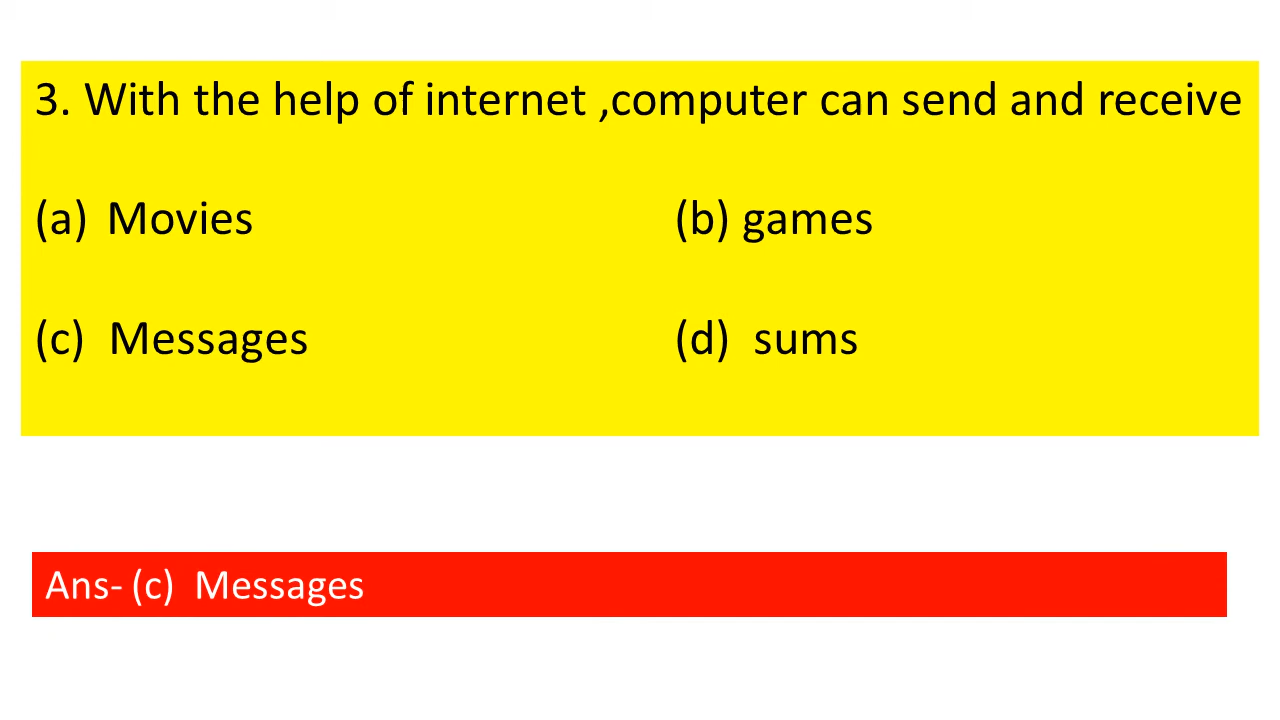 3. With the help of internet ,computer can send and receive
(a) Movies (b) games
(c) Messages (d) sums
Ans- (c) Messages